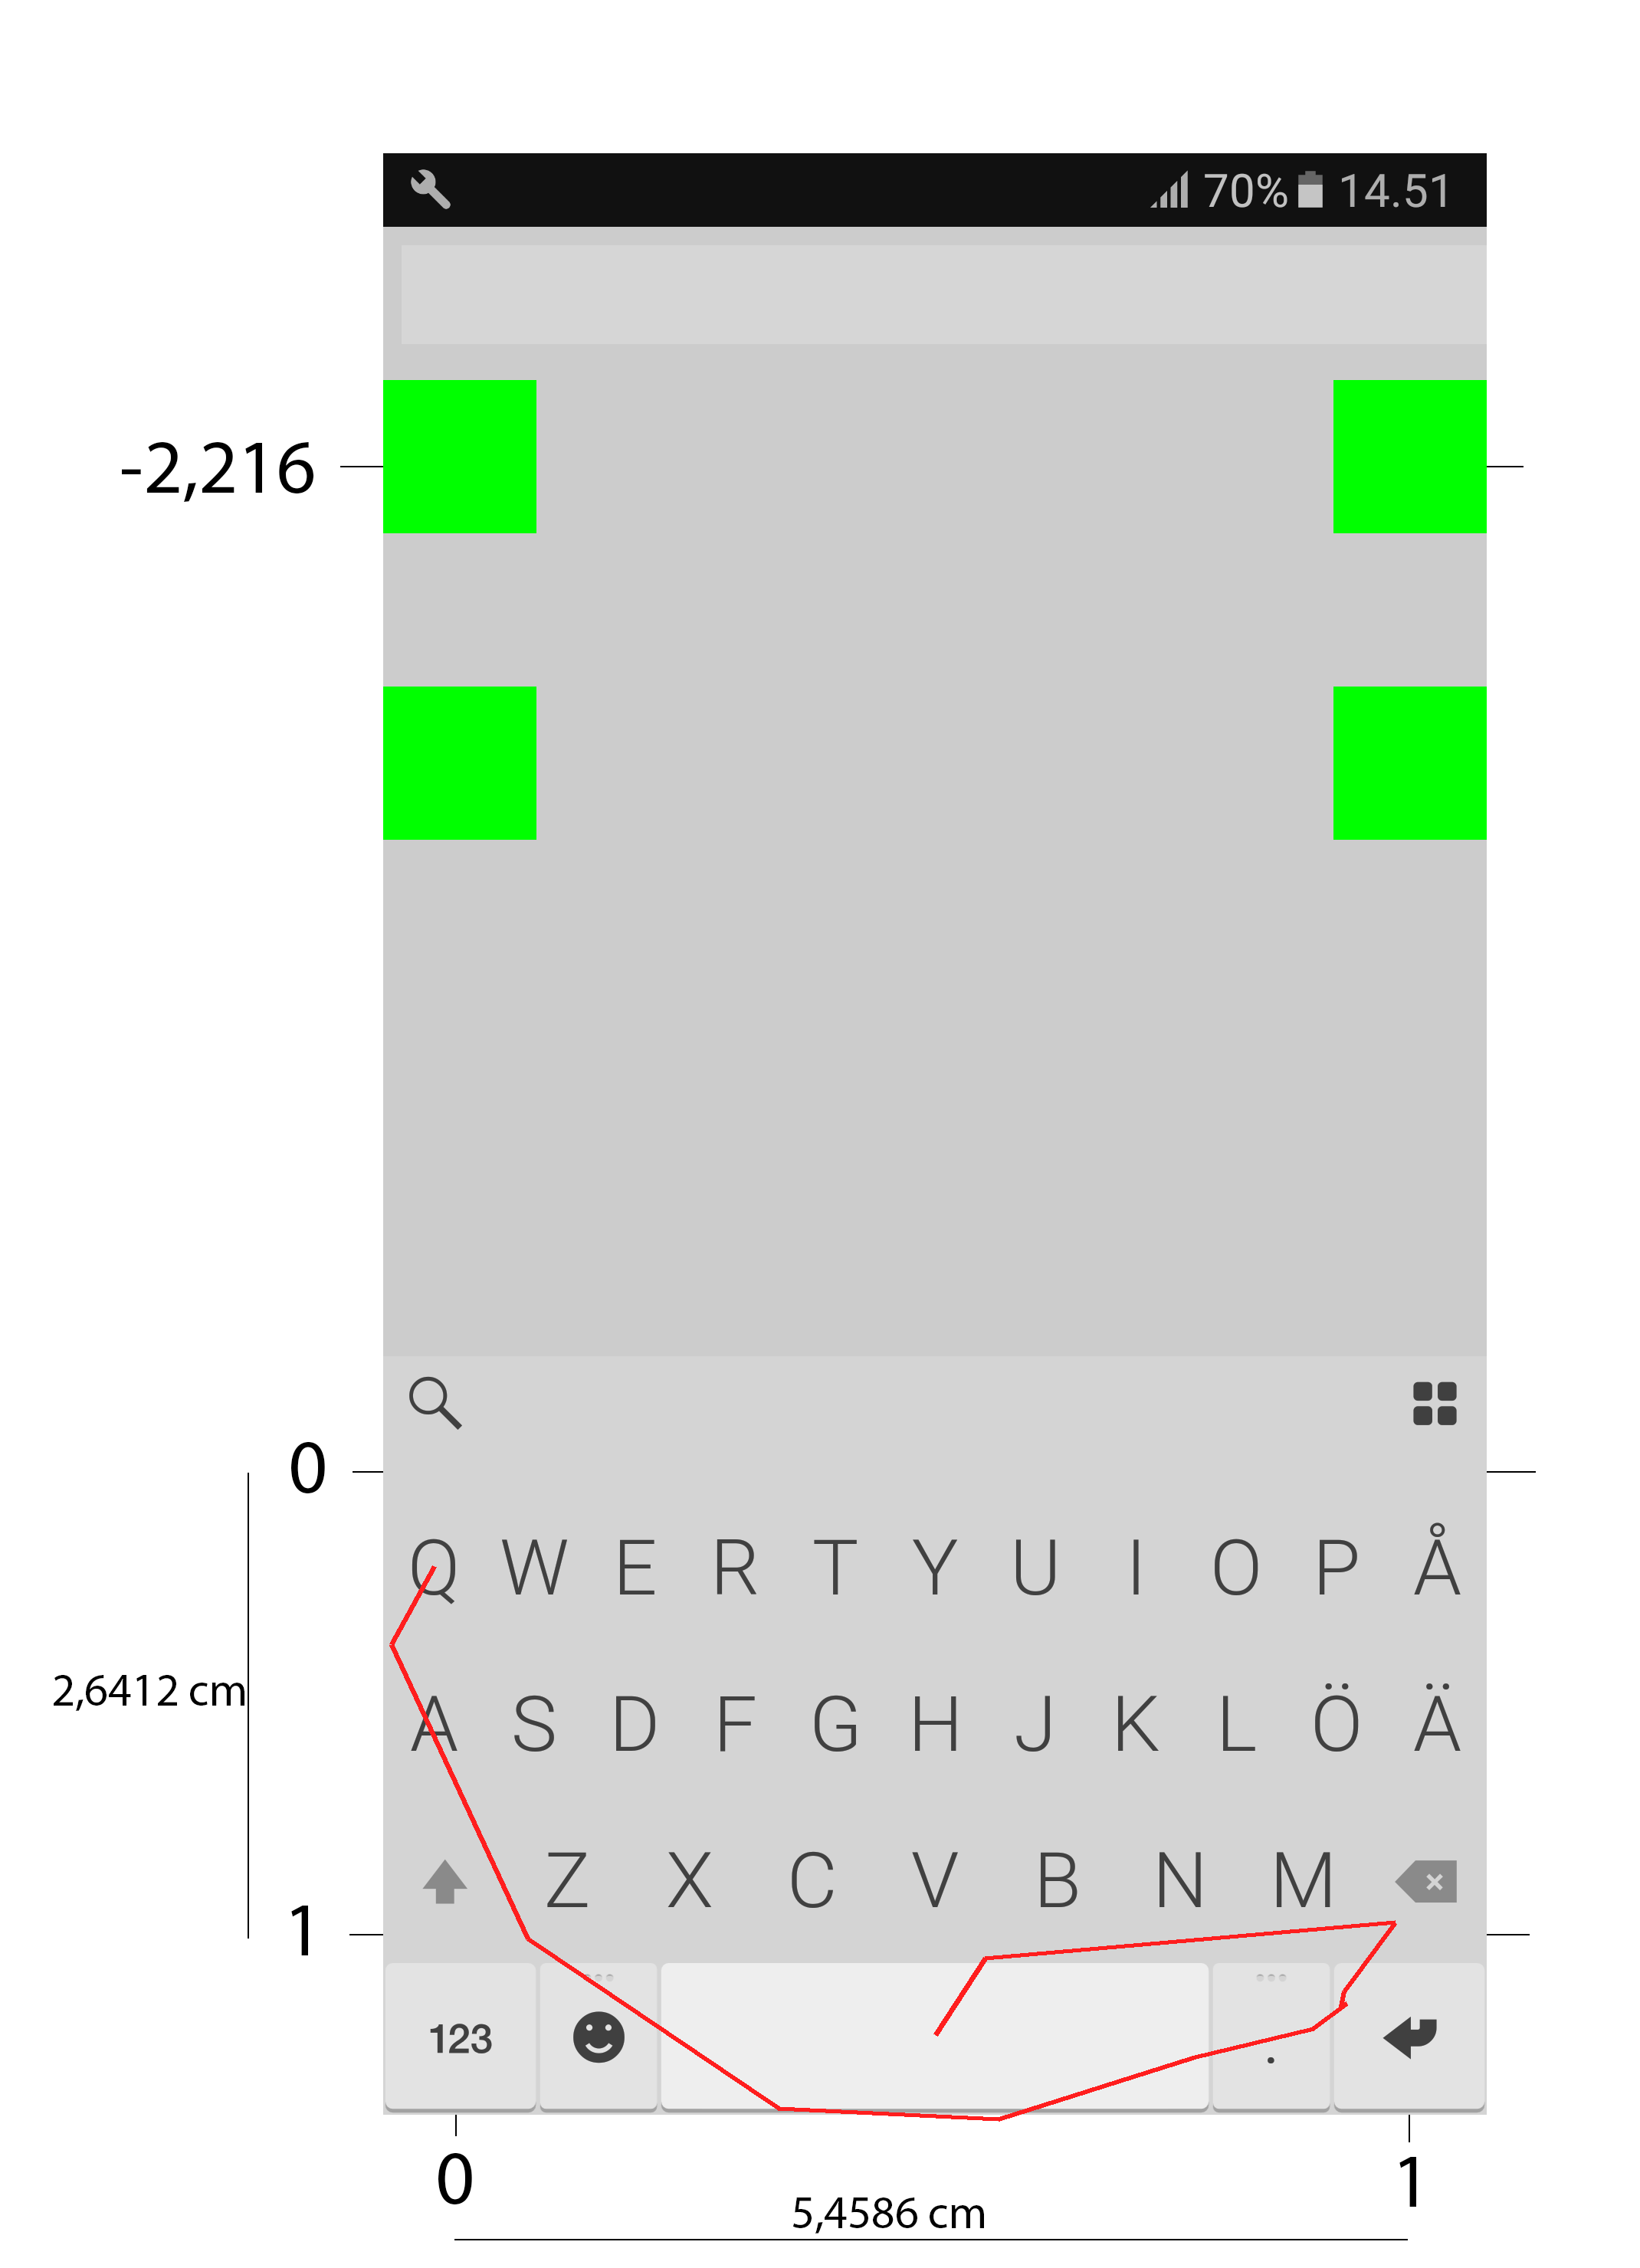 70% 14.51
-2,216
0
Q W E R T Y U I O P Å
2,6412 cm
A S D F G H J K L Ö Ä
Z X C V B N M
1
123 .
0 1
5,4586 cm